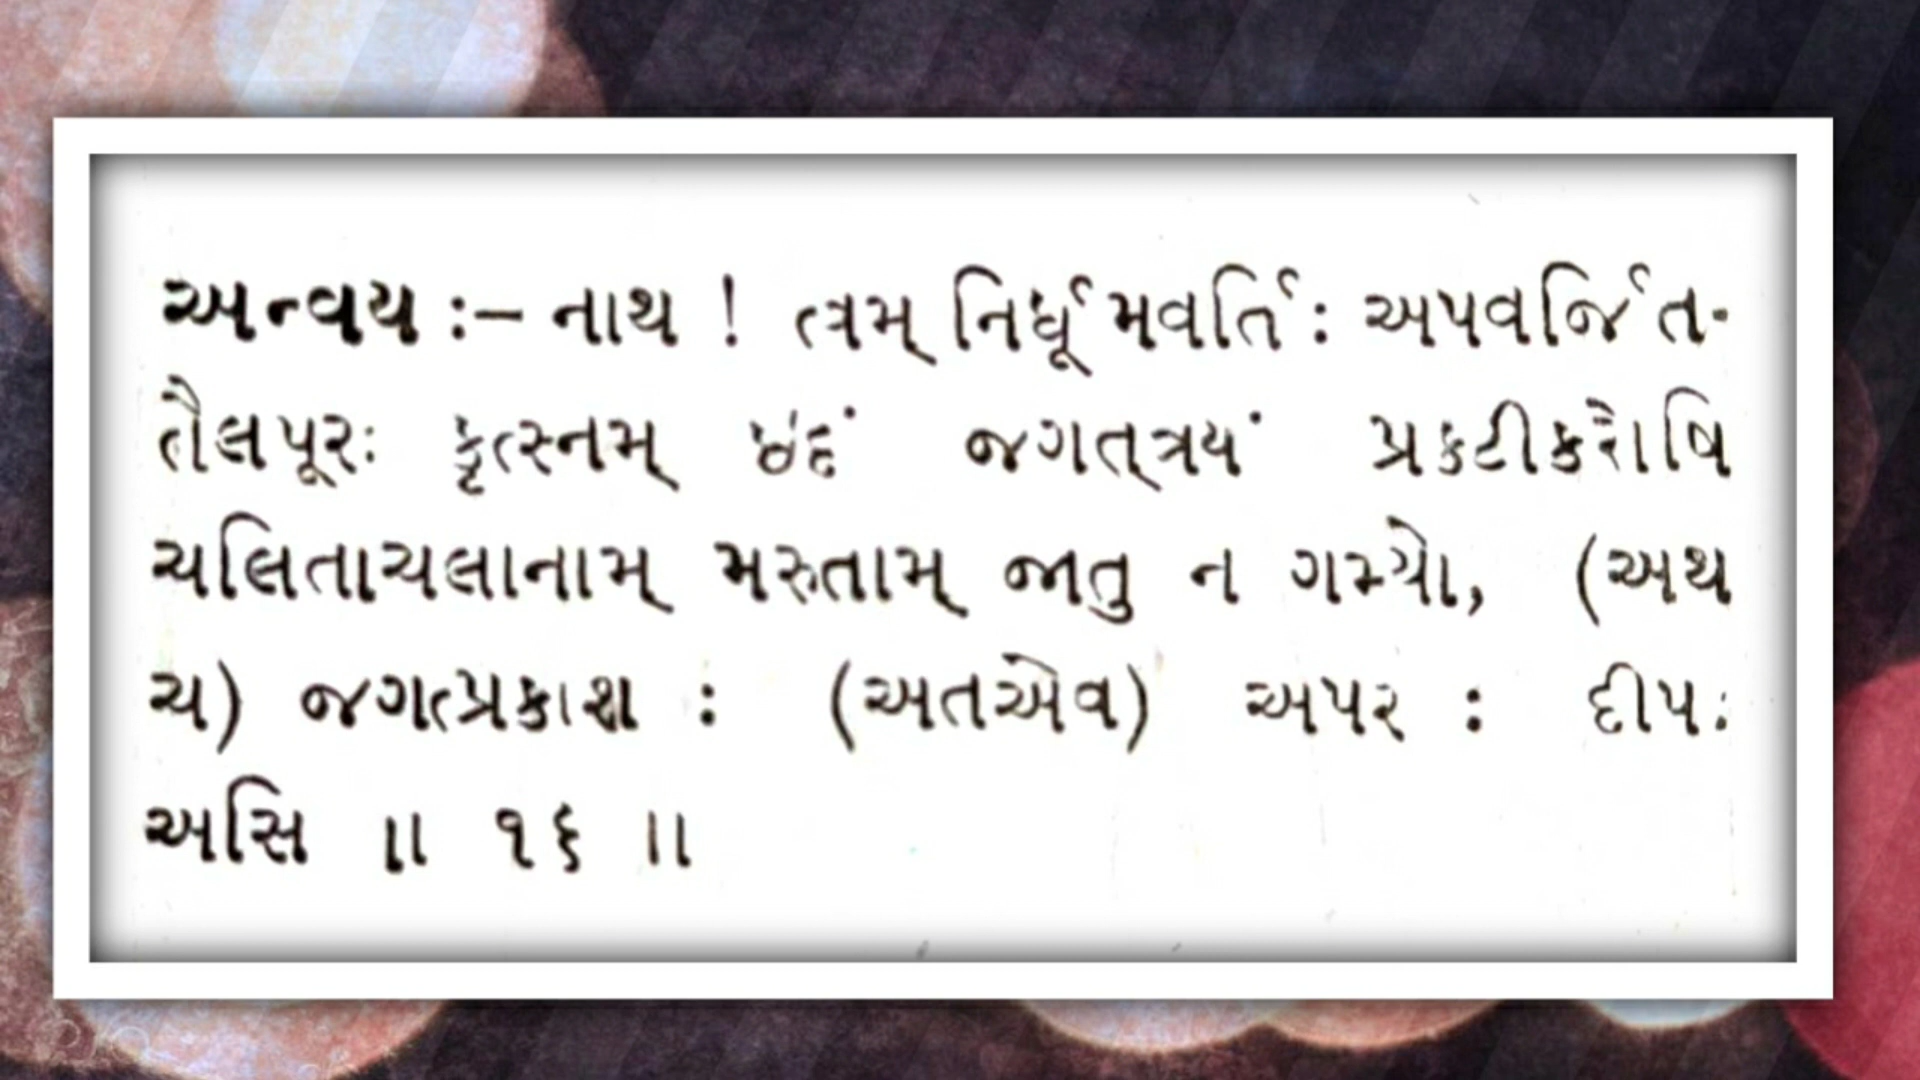 અન્વય :– નાથ ! ત્વમ્ નિર્ધૂમવર્તિ : અપવર્જિત-
તૈલપૂરઃ કૃત્સ્નમ્ ઇદં જગત્ત્રયં પ્રકટીકરોષિ
ચલિતાચલાનામ્ મરુતામ્ જાતુ ન ગમ્યો, (અથ
ચ) જગત્પ્રકાશ : (અતએવ) અપર : દીપઃ
અસિ ॥ ૧૬ ॥